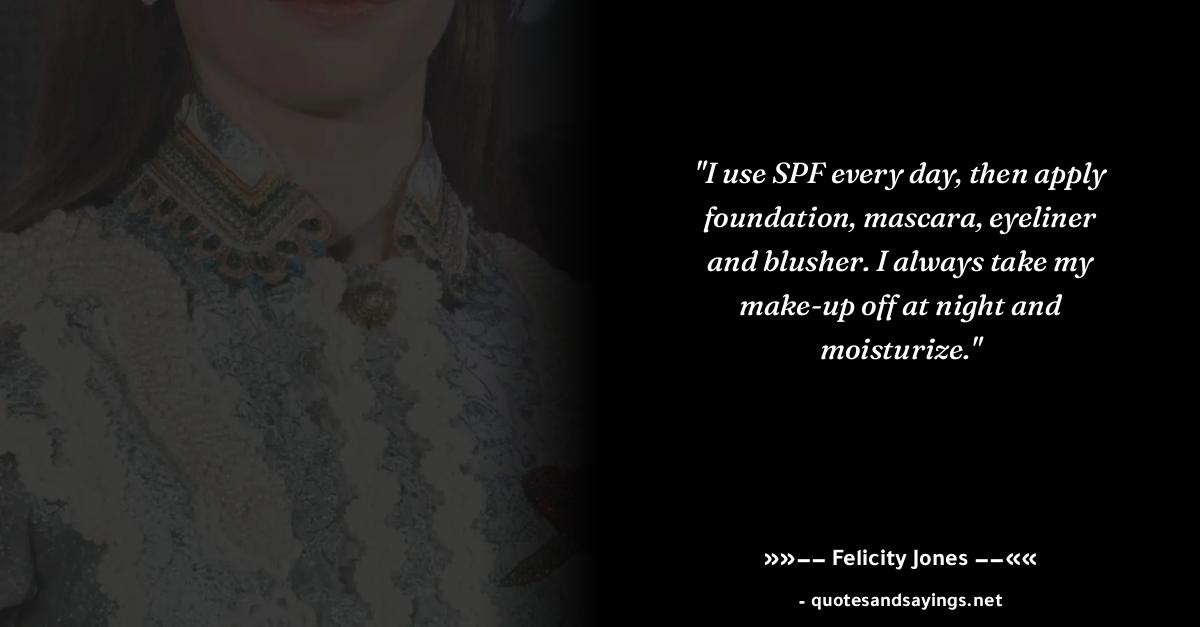 "I use SPF every day, then apply
foundation, mascara, eyeliner
and blusher. I always take my
make-up off at night and
moisturize."
»»–– Felicity Jones ––««
- quotesandsayings.net